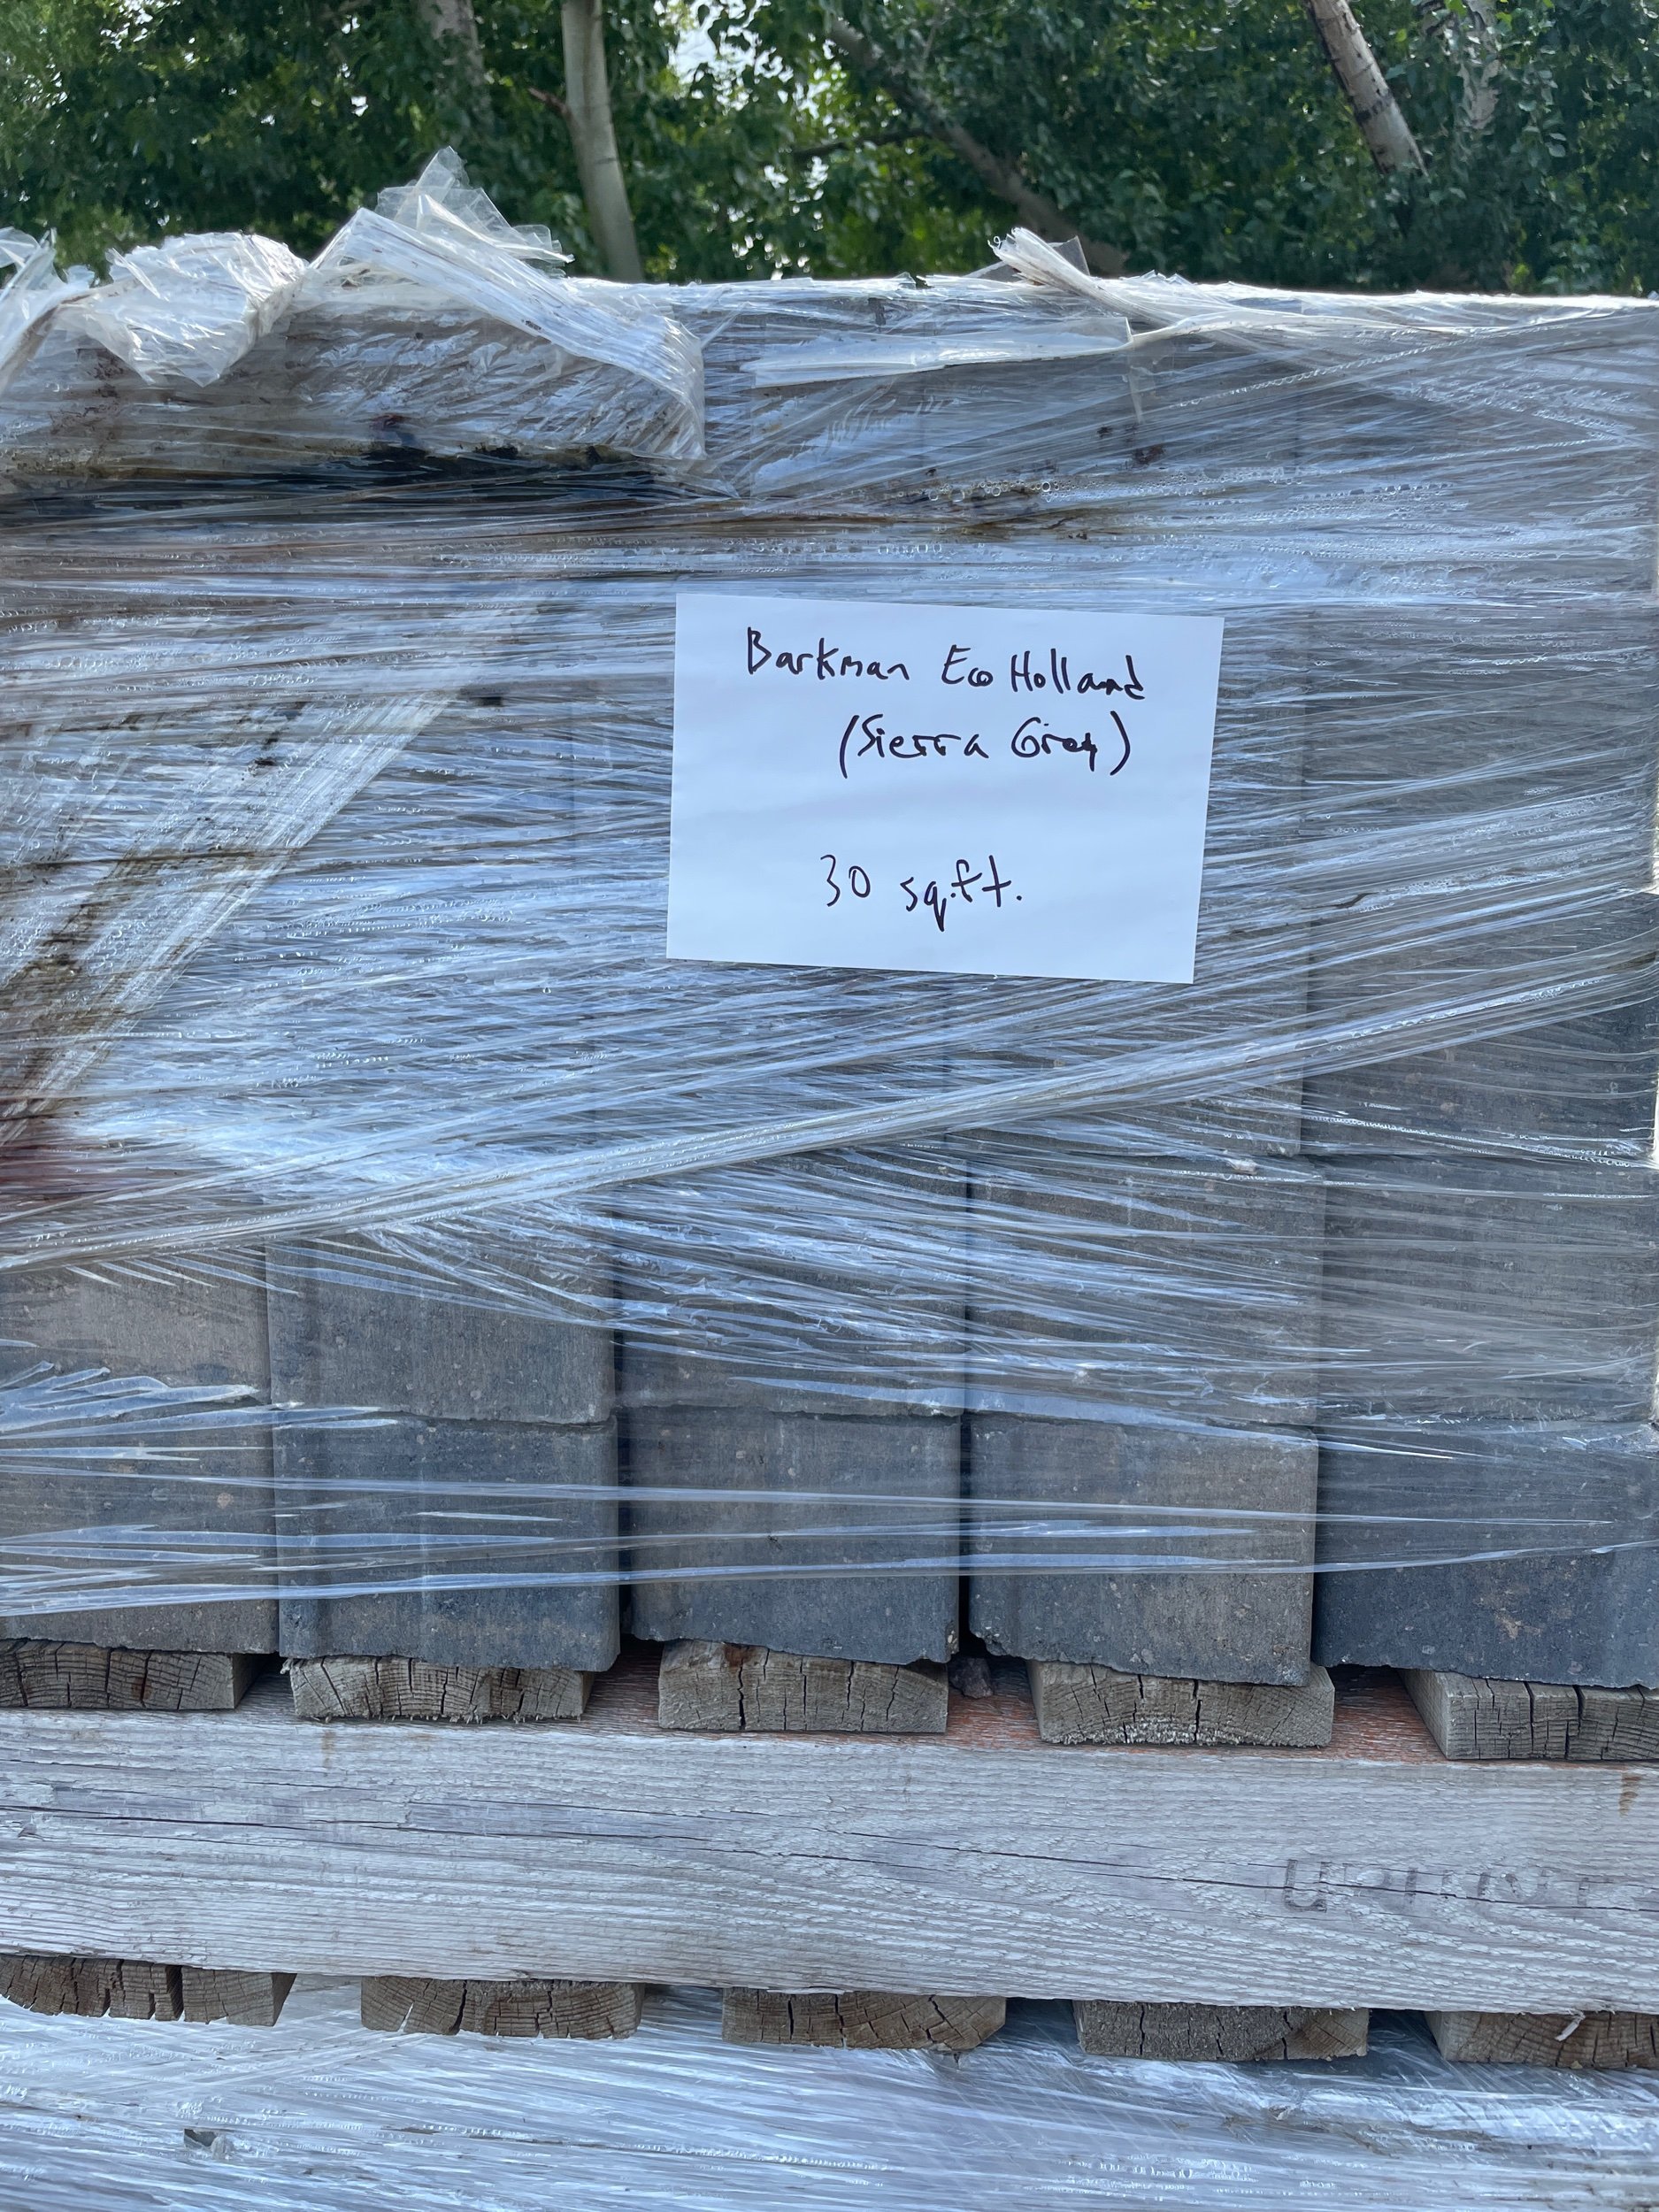 Barkman Eco Holland
(Sierra Grey)
30 sq.ft.